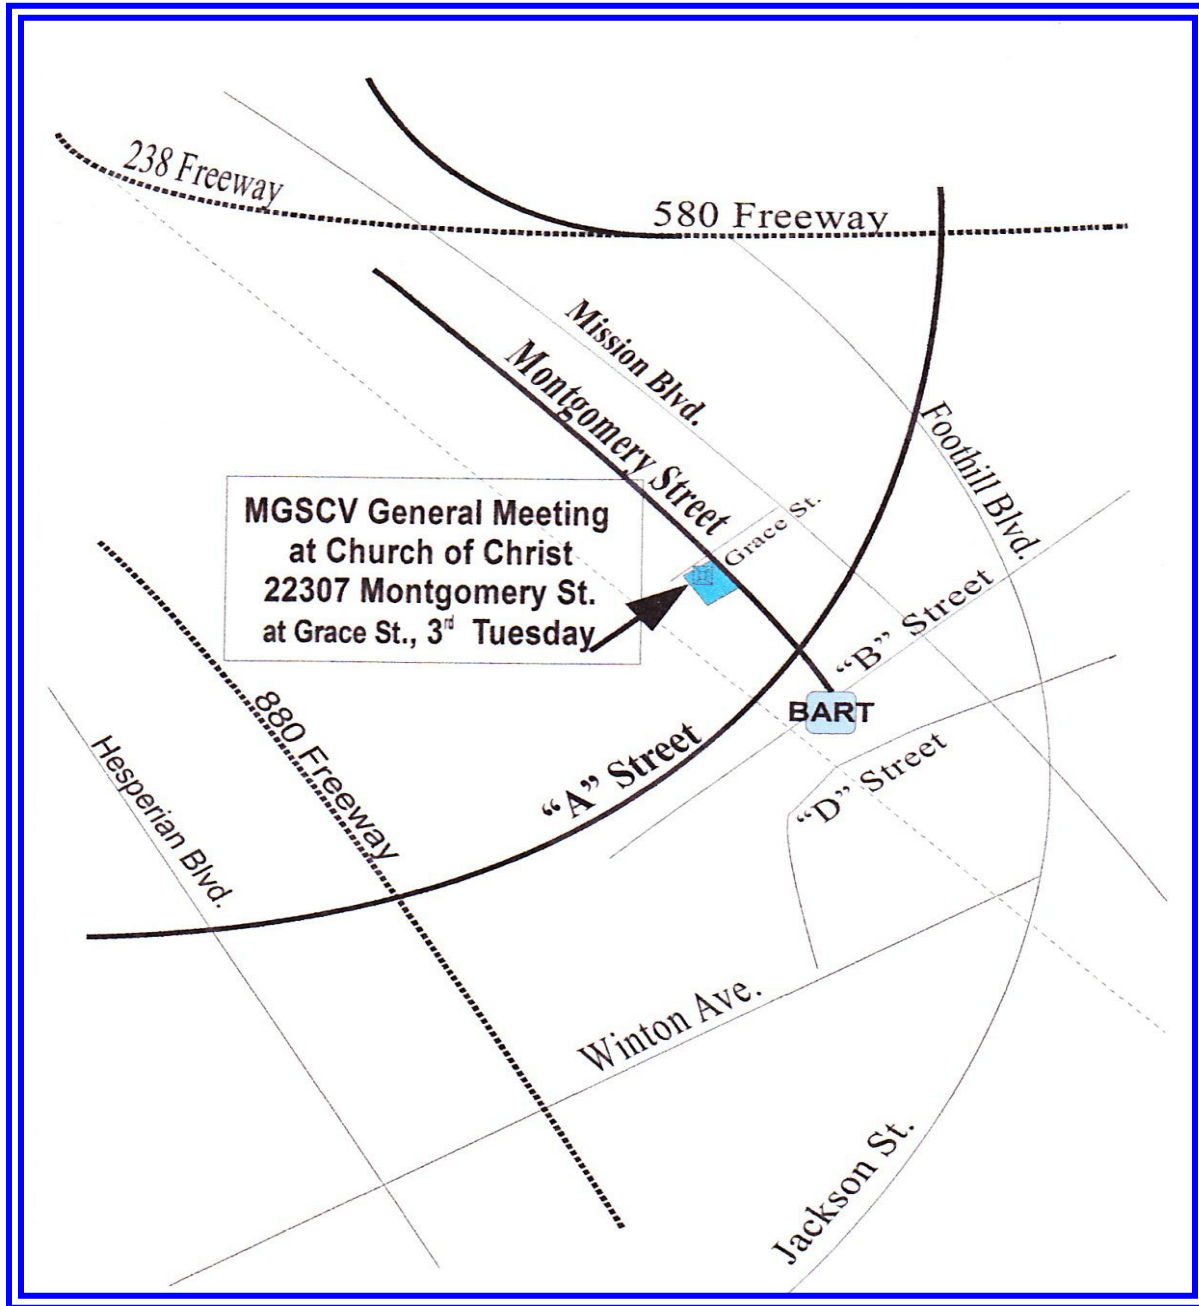 238 Freeway
580 Freeway
Mission Blvd.
Montgomery Street
Foothill Blvd.
MGSCV General Meeting
at Church of Christ
22307 Montgomery St.
at Grace St., 3rd Tuesday
Grace St.
"B" Street
BART
880 Freeway
Hesperian Blvd.
"A" Street
"D" Street
Winton Ave.
Jackson St.